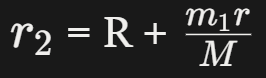 r₂ = R + m₁r / M